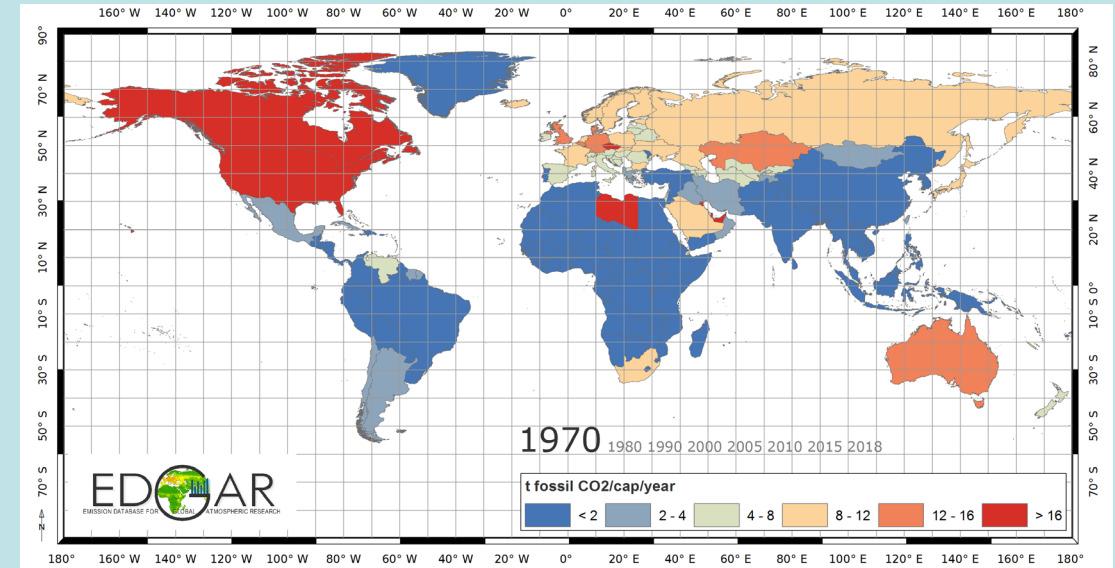 160° W 140° W 120° W 100° W 80° W 60° W 40° W 20° W 0° 20° E 40° E 60° E 80° E 100° E 120° E 140° E 160° E 180°
90°
70° N
50° N
30° N
10° N
10° S
30° S
50° S
70° S
80° N
60° N
40° N
20° N
0°
10° S
30° S
50° S
70° S
1970 1980 1990 2000 2005 2010 2015 2018
EDGAR
EMISSION DATABASE FOR GLOBAL ATMOSPHERIC RESEARCH
t fossil CO2/cap/year
< 2 2 - 4 4 - 8 8 - 12 12 - 16 > 16
N
180° 160° W 140° W 120° W 100° W 80° W 60° W 40° W 20° W 0° 20° E 40° E 60° E 80° E 100° E 120° E 140° E 160° E 180°